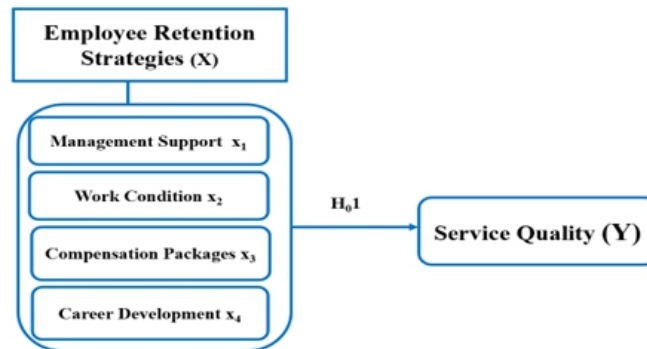 Employee Retention
Strategies (X)
Management Support x₁
Work Condition x₂
Compensation Packages x₃
Career Development x₄
H₀1
Service Quality (Y)